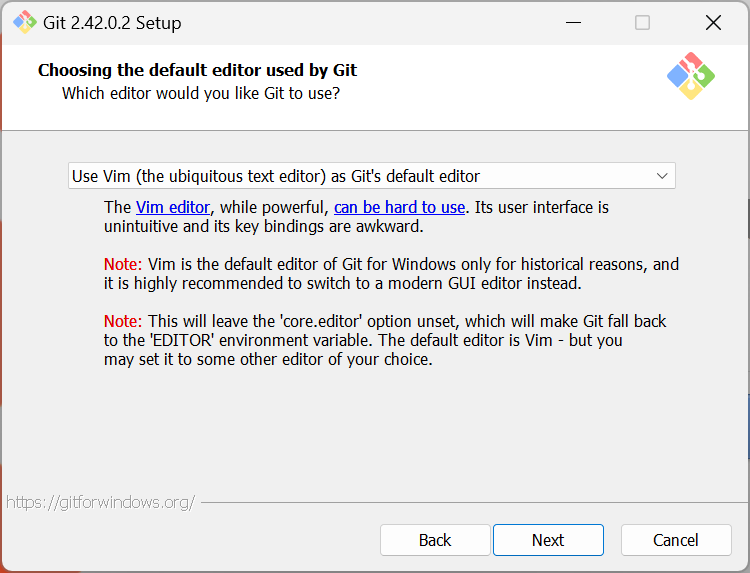 Git 2.42.0.2 Setup
Choosing the default editor used by Git
Which editor would you like Git to use?
Use Vim (the ubiquitous text editor) as Git's default editor
The Vim editor, while powerful, can be hard to use. Its user interface is
unintuitive and its key bindings are awkward.
Note: Vim is the default editor of Git for Windows only for historical reasons, and
it is highly recommended to switch to a modern GUI editor instead.
Note: This will leave the 'core.editor' option unset, which will make Git fall back
to the 'EDITOR' environment variable. The default editor is Vim - but you
may set it to some other editor of your choice.
https://gitforwindows.org/
Back
Next
Cancel